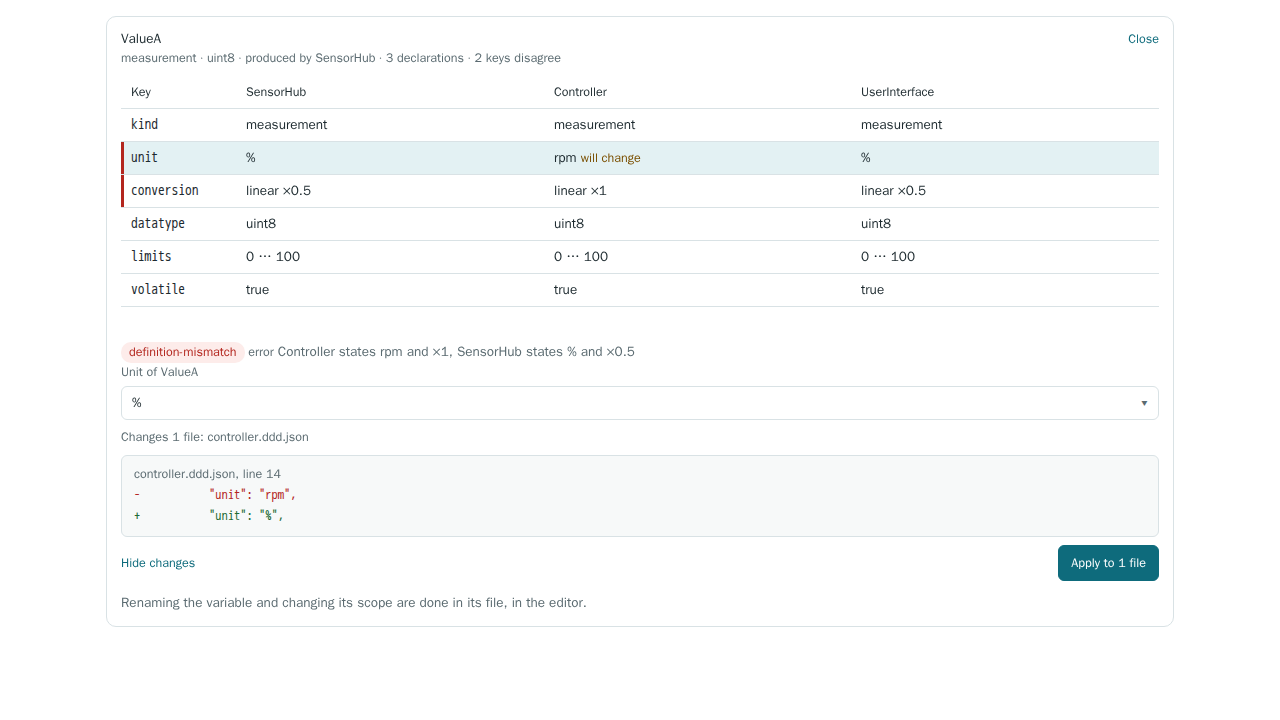 ValueA
Close
measurement · uint8 · produced by SensorHub · 3 declarations · 2 keys disagree
Key SensorHub Controller UserInterface
kind measurement measurement measurement
unit % rpm will change %
conversion linear ×0.5 linear ×1 linear ×0.5
datatype uint8 uint8 uint8
limits 0 ··· 100 0 ··· 100 0 ··· 100
volatile true true true
definition-mismatch error Controller states rpm and ×1, SensorHub states % and ×0.5
Unit of ValueA
%
Changes 1 file: controller.ddd.json
controller.ddd.json, line 14
- "unit": "rpm",
+ "unit": "%",
Hide changes
Apply to 1 file
Renaming the variable and changing its scope are done in its file, in the editor.